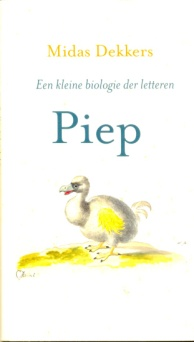 Midas Dekkers
Een kleine biologie der letteren
Piep